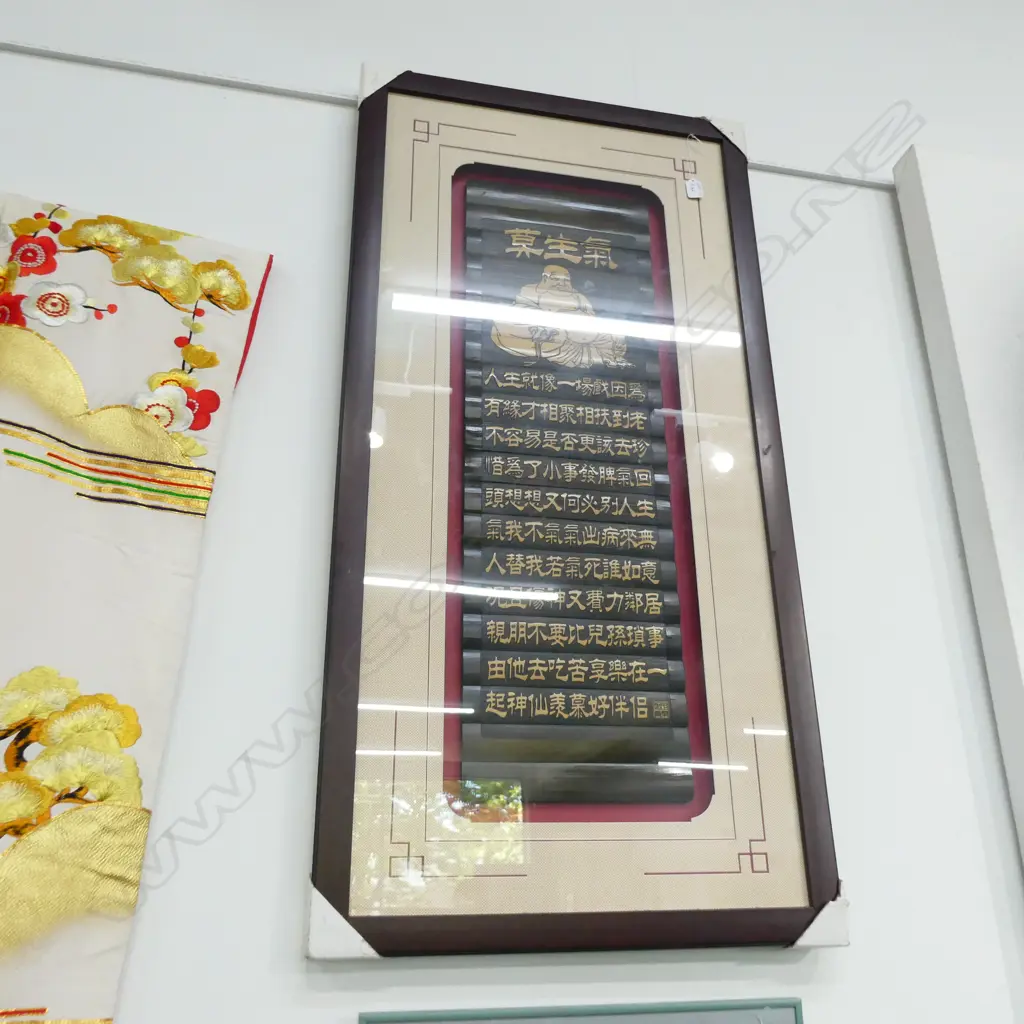 莫生氣
人生就像一場戲因爲
有緣才相聚相扶到老
不容易是否更該去珍
惜爲了小事發脾氣回
頭想想又何必別人生
氣我不氣氣出病來無
人替我若氣死誰如意
況且傷神又費力鄰居
親朋不要比兒孫瑣事
由他去吃苦享樂在一
起神仙羨慕好伴侶